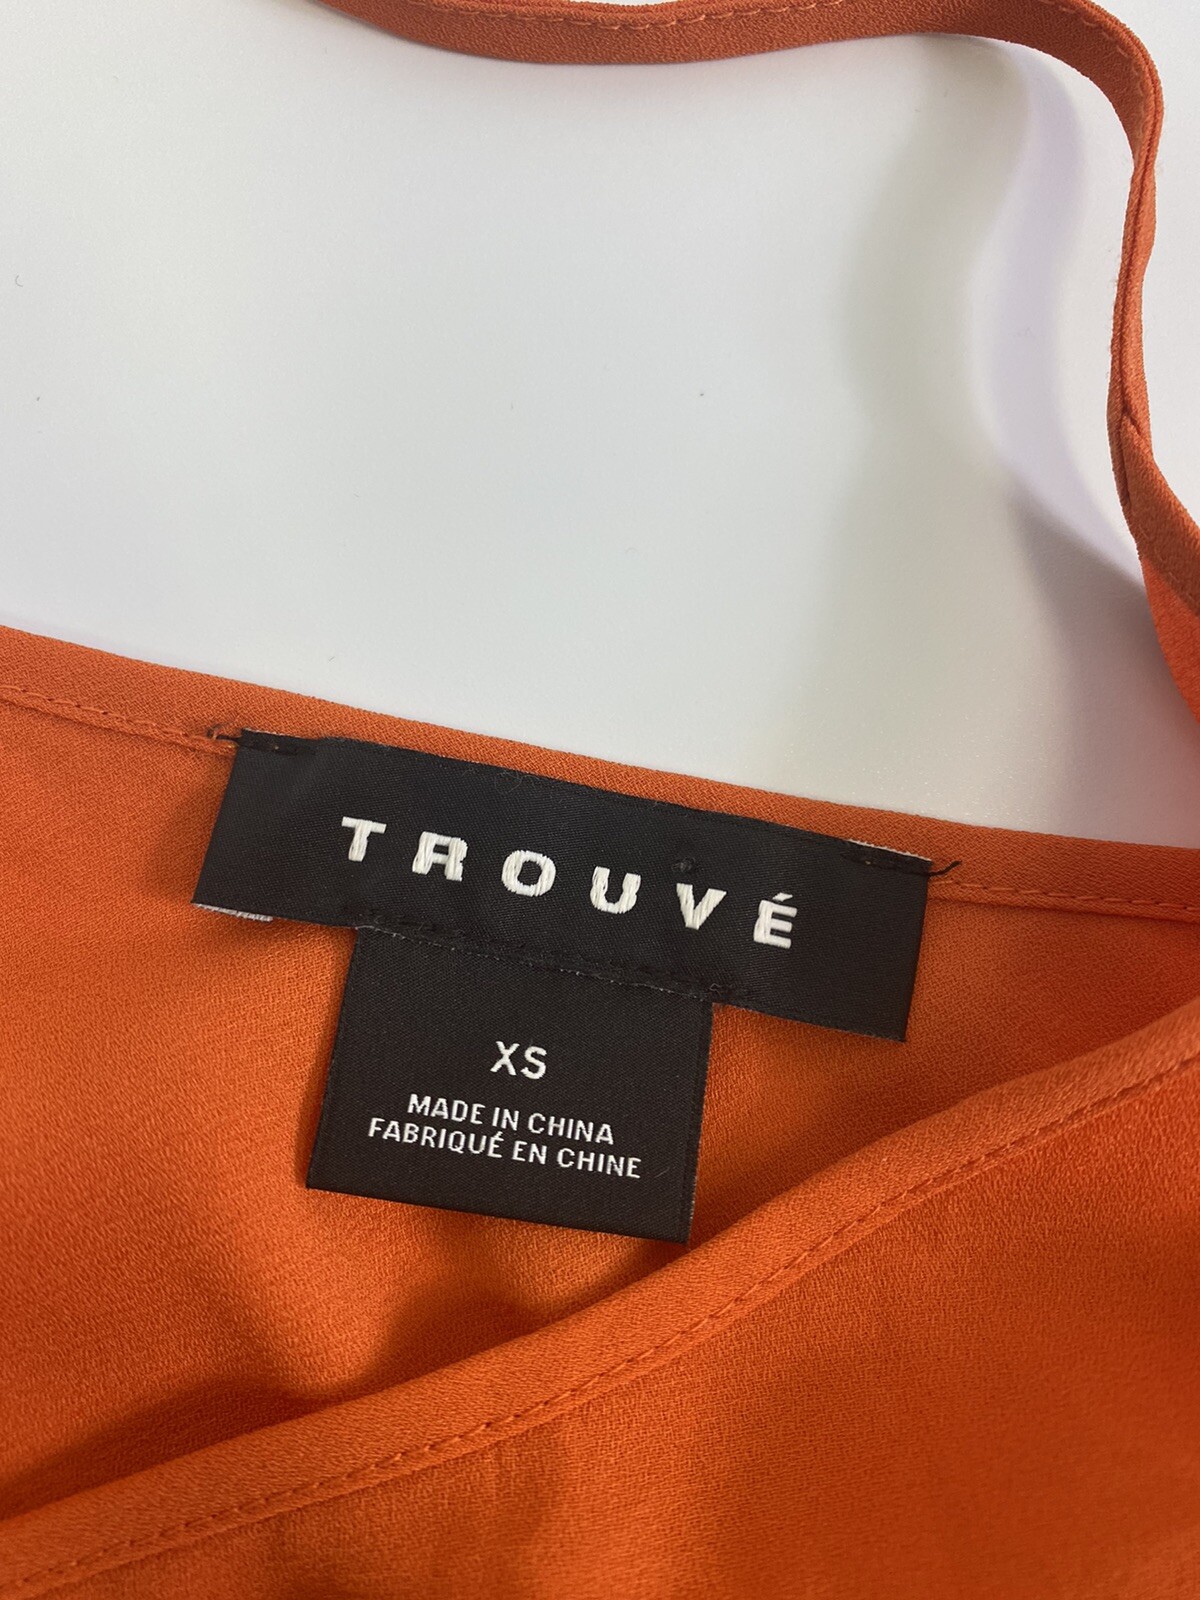 TROUVÉ
XS
MADE IN CHINA
FABRIQUÉ EN CHINE